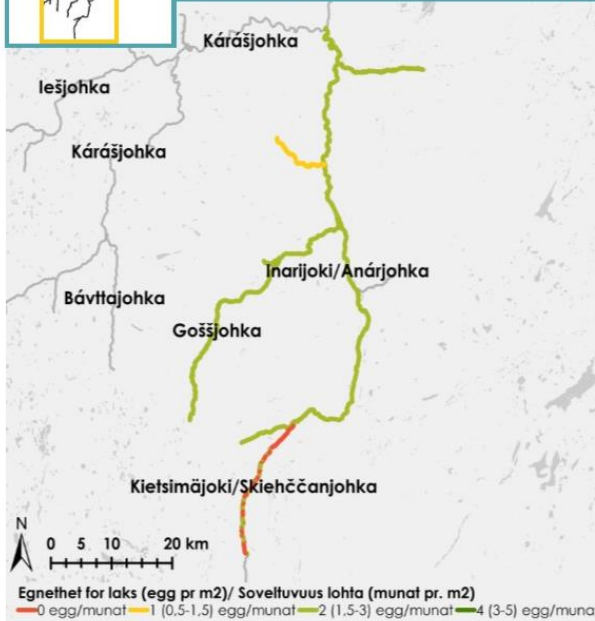 Kárášjohka
Iešjohka
Kárášjohka
Inarijoki/Anárjohka
Bávttajohka
Goššjohka
Kietsimäjoki/Skiehččanjohka
N
0 5 10 20 km
Egnethet for laks (egg pr m2)/ Soveltuvuus lohta (munat pr. m2)
0 egg/munat 1 (0,5-1,5) egg/munat 2 (1,5-3) egg/munat 4 (3-5) egg/muna